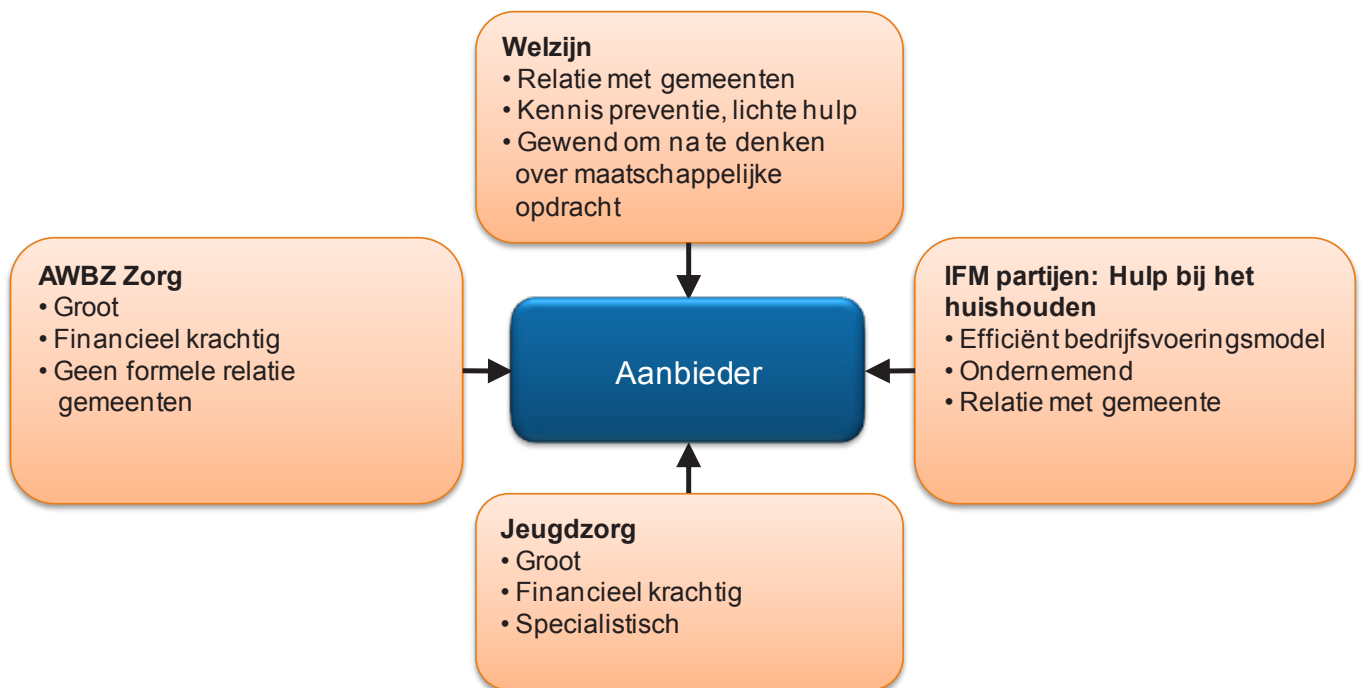 Welzijn
• Relatie met gemeenten
• Kennis preventie, lichte hulp
• Gewend om na te denken
over maatschappelijke
opdracht
AWBZ Zorg
• Groot
• Financieel krachtig
• Geen formele relatie
gemeenten
Aanbieder
IFM partijen: Hulp bij het
huishouden
• Efficiënt bedrijfsvoeringsmodel
• Ondernemend
• Relatie met gemeente
Jeugdzorg
• Groot
• Financieel krachtig
• Specialistisch